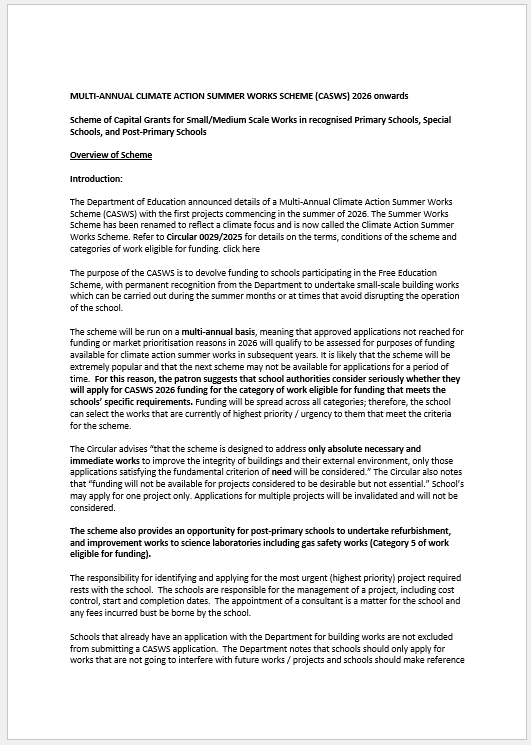 MULTI-ANNUAL CLIMATE ACTION SUMMER WORKS SCHEME (CASWS) 2026 onwards
Scheme of Capital Grants for Small/Medium Scale Works in recognised Primary Schools, Special
Schools, and Post-Primary Schools
Overview of Scheme
Introduction:
The Department of Education announced details of a Multi-Annual Climate Action Summer Works
Scheme (CASWS) with the first projects commencing in the summer of 2026. The Summer Works
Scheme has been renamed to reflect a climate focus and is now called the Climate Action Summer
Works Scheme. Refer to Circular 0029/2025 for details on the terms, conditions of the scheme and
categories of work eligible for funding. click here
The purpose of the CASWS is to devolve funding to schools participating in the Free Education
Scheme, with permanent recognition from the Department to undertake small-scale building works
which can be carried out during the summer months or at times that avoid disrupting the operation
of the school.
The scheme will be run on a multi-annual basis, meaning that approved applications not reached for
funding or market prioritisation reasons in 2026 will qualify to be assessed for purposes of funding
available for climate action summer works in subsequent years. It is likely that the scheme will be
extremely popular and that the next scheme may not be available for applications for a period of
time. For this reason, the patron suggests that school authorities consider seriously whether they
will apply for CASWS 2026 funding for the category of work eligible for funding that meets the
schools' specific requirements. Funding will be spread across all categories; therefore, the school
can select the works that are currently of highest priority / urgency to them that meet the criteria
for the scheme.
The Circular advises "that the scheme is designed to address only absolute necessary and
immediate works to improve the integrity of buildings and their external environment, only those
applications satisfying the fundamental criterion of need will be considered." The Circular also notes
that "funding will not be available for projects considered to be desirable but not essential." School's
may apply for one project only. Applications for multiple projects will be invalidated and will not be
considered.
The scheme also provides an opportunity for post-primary schools to undertake refurbishment,
and improvement works to science laboratories including gas safety works (Category 5 of work
eligible for funding).
The responsibility for identifying and applying for the most urgent (highest priority) project required
rests with the school. The schools are responsible for the management of a project, including cost
control, start and completion dates. The appointment of a consultant is a matter for the school and
any fees incurred bust be borne by the school.
Schools that already have an application with the Department for building works are not excluded
from submitting a CASWS application. The Department notes that schools should only apply for
works that are not going to interfere with future works / projects and schools should make reference